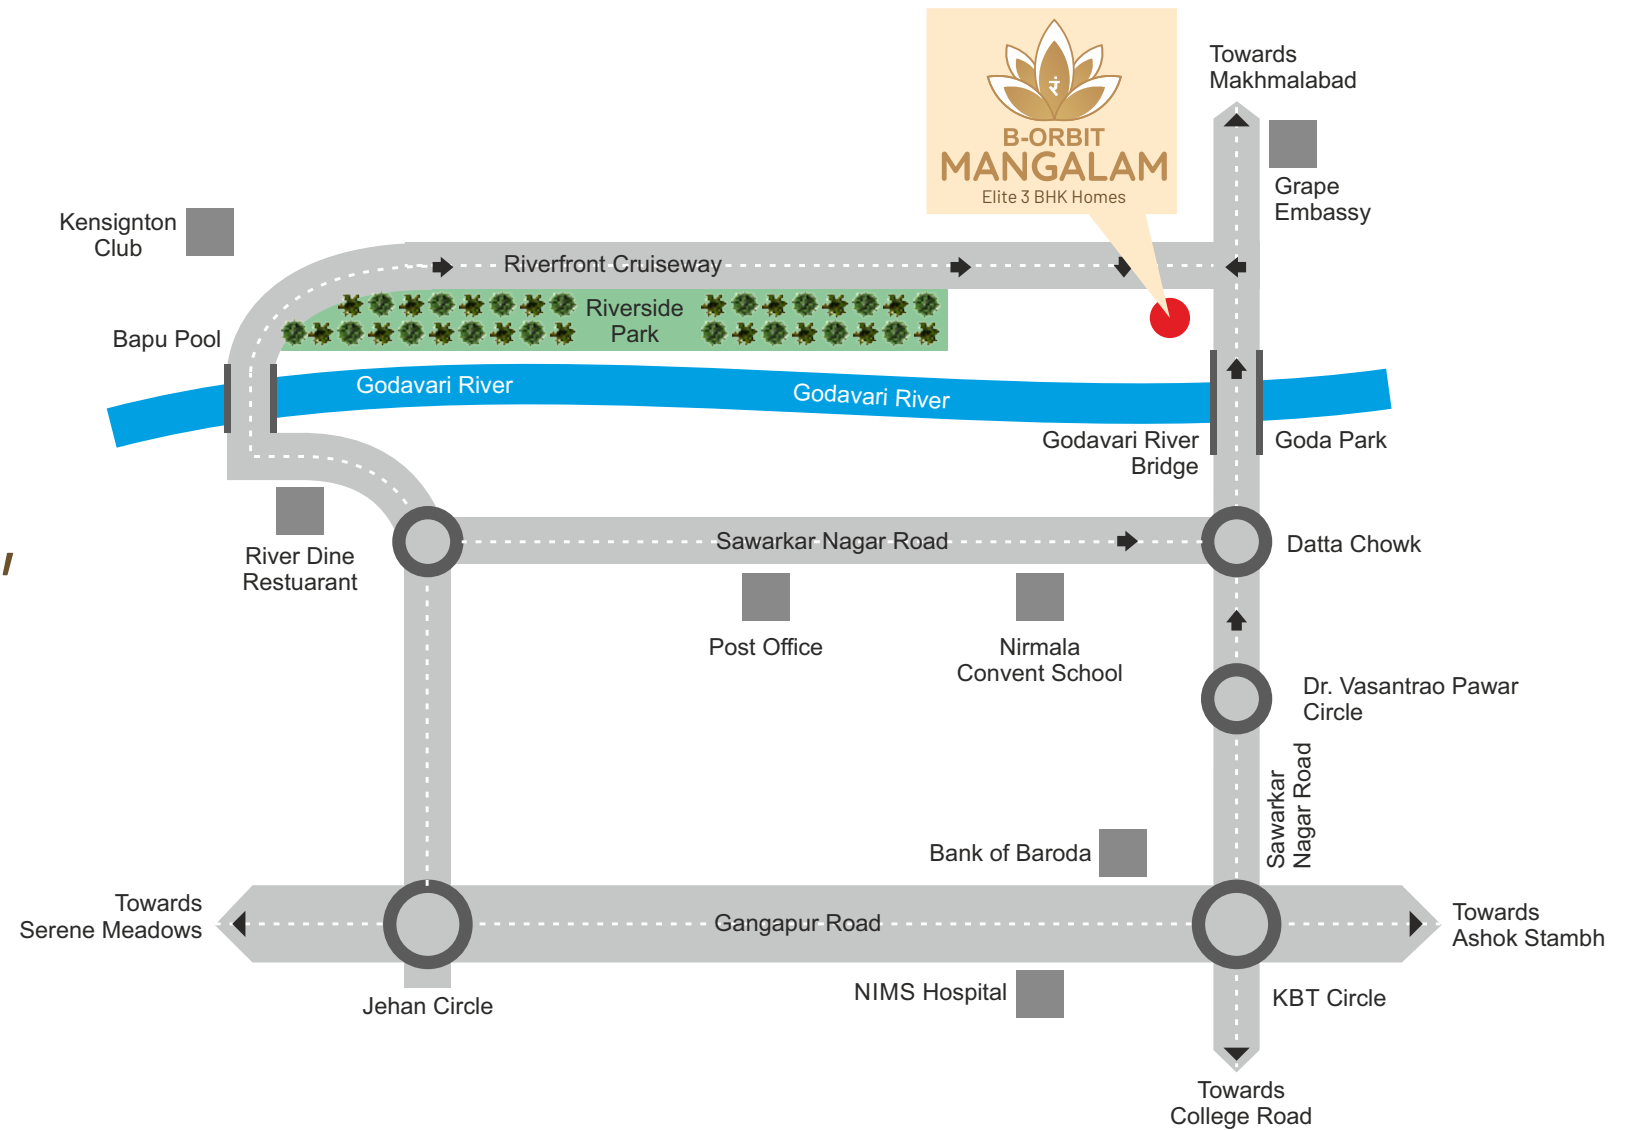 Towards
Makhmalabad
रं
B-ORBIT
MANGALAM
Elite 3 BHK Homes
Grape
Embassy
Kensignton
Club
Riverfront Cruiseway
Riverside
Park
Bapu Pool
Godavari River
Godavari River
Godavari River
Bridge
Goda Park
River Dine
Restuarant
Sawarkar Nagar Road
Datta Chowk
Post Office
Nirmala
Convent School
Dr. Vasantrao Pawar
Circle
Sawarkar
Nagar Road
Bank of Baroda
Towards
Serene Meadows
Gangapur Road
Towards
Ashok Stambh
NIMS Hospital
Jehan Circle
KBT Circle
Towards
College Road